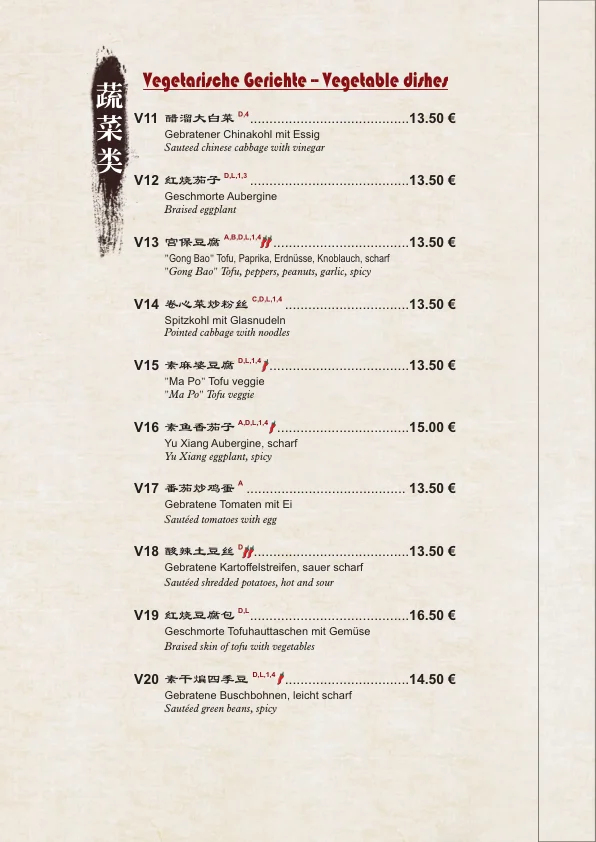 Vegetarische Gerichte – Vegetable dishes
蔬菜类
V11 醋溜大白菜 D,4.........................................13.50 €
Gebratener Chinakohl mit Essig
Sauteed chinese cabbage with vinegar
V12 红烧茄子 D,L,1,3 .........................................13.50 €
Geschmorte Aubergine
Braised eggplant
V13 宫保豆腐 A,B,D,L,1,4...................................13.50 €
"Gong Bao" Tofu, Paprika, Erdnüsse, Knoblauch, scharf
"Gong Bao" Tofu, peppers, peanuts, garlic, spicy
V14 卷心菜炒粉丝 C,D,L,1,4 ................................13.50 €
Spitzkohl mit Glasnudeln
Pointed cabbage with noodles
V15 素麻婆豆腐 D,L,1,4....................................13.50 €
"Ma Po" Tofu veggie
"Ma Po" Tofu veggie
V16 素鱼香茄子 A,D,L,1,4..................................15.00 €
Yu Xiang Aubergine, scharf
Yu Xiang eggplant, spicy
V17 番茄炒鸡蛋 A ......................................... 13.50 €
Gebratene Tomaten mit Ei
Sautéed tomatoes with egg
V18 酸辣土豆丝 D........................................13.50 €
Gebratene Kartoffelstreifen, sauer scharf
Sautéed shredded potatoes, hot and sour
V19 红烧豆腐包 D,L.........................................16.50 €
Geschmorte Tofuhauttaschen mit Gemüse
Braised skin of tofu with vegetables
V20 素干煸四季豆 D,L,1,4................................14.50 €
Gebratene Buschbohnen, leicht scharf
Sautéed green beans, spicy